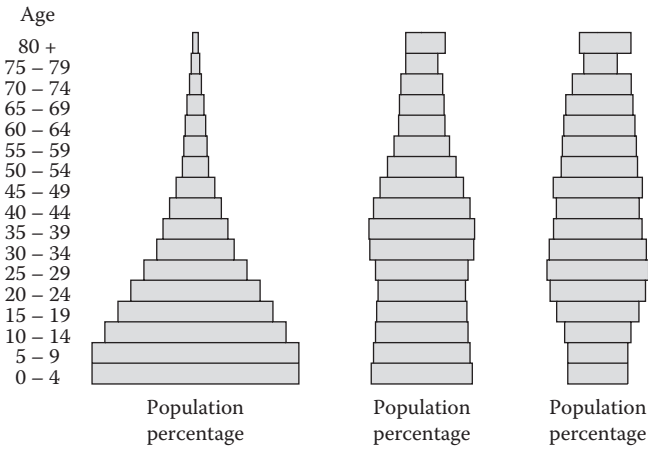 Age
80 +
75 – 79
70 – 74
65 – 69
60 – 64
55 – 59
50 – 54
45 – 49
40 – 44
35 – 39
30 – 34
25 – 29
20 – 24
15 – 19
10 – 14
5 – 9
0 – 4
Population
percentage
Population
percentage
Population
percentage